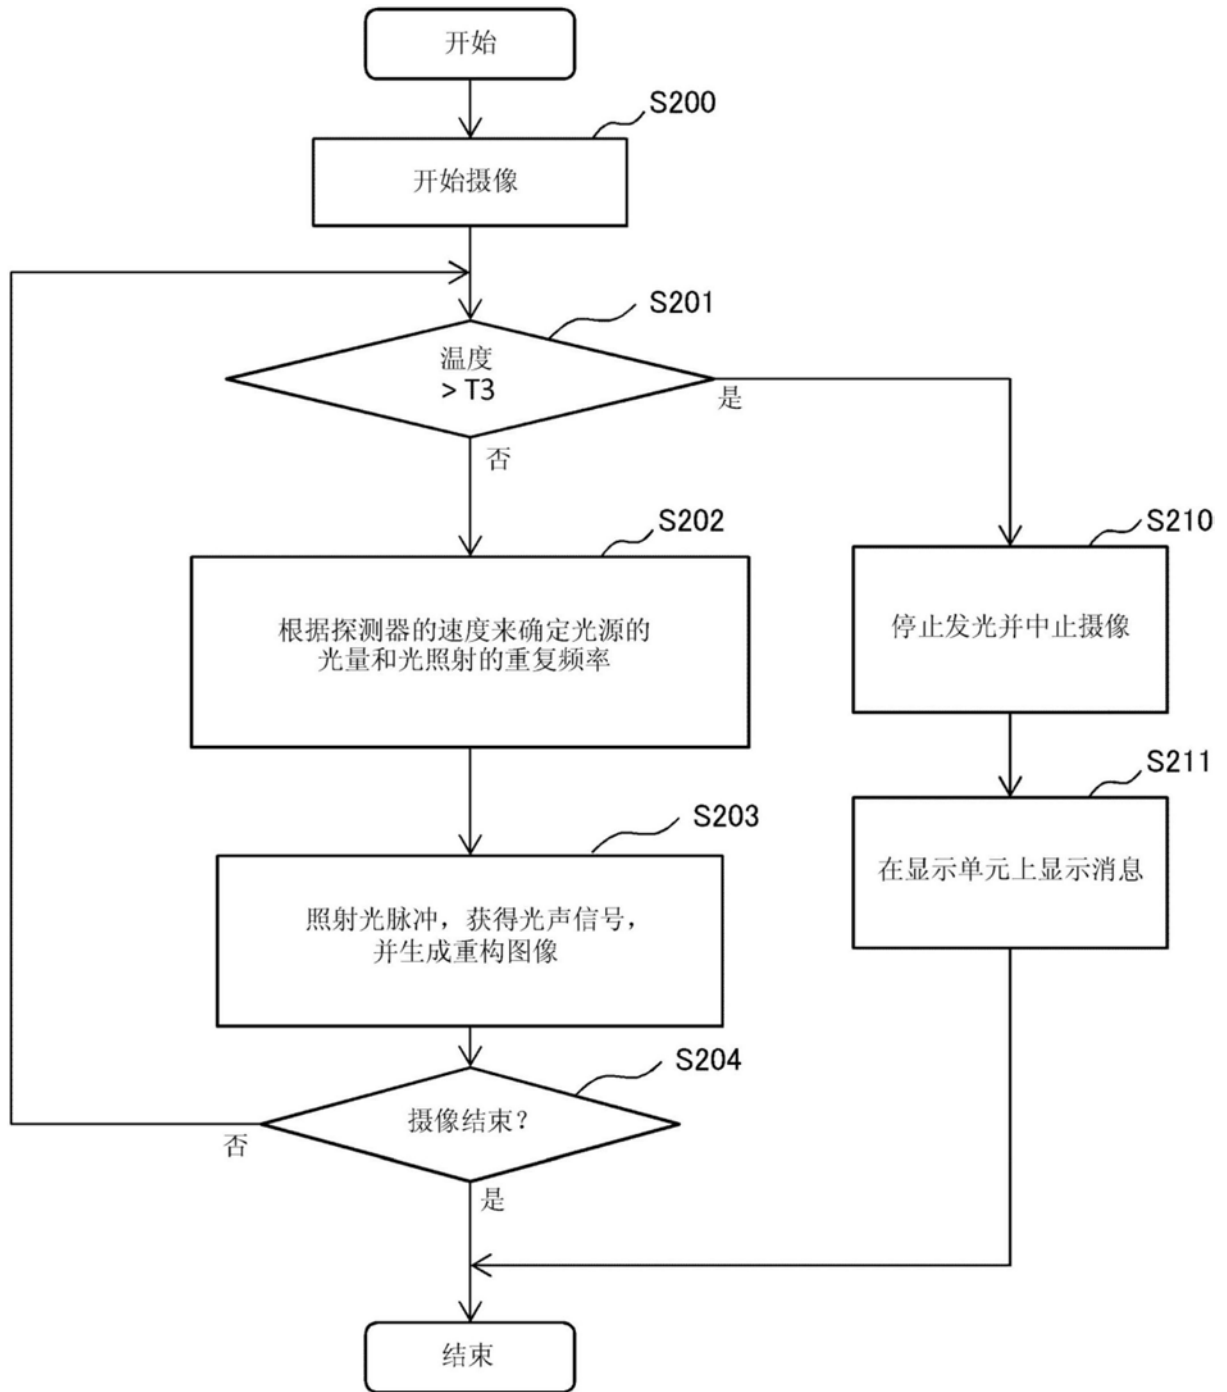 开始
S200
开始摄像
S201
温度
> T3
是
否
S202
根据探测器的速度来确定光源的
光量和光照射的重复频率
S210
停止发光并中止摄像
S211
在显示单元上显示消息
S203
照射光脉冲，获得光声信号，
并生成重构图像
S204
摄像结束？
否
是
结束